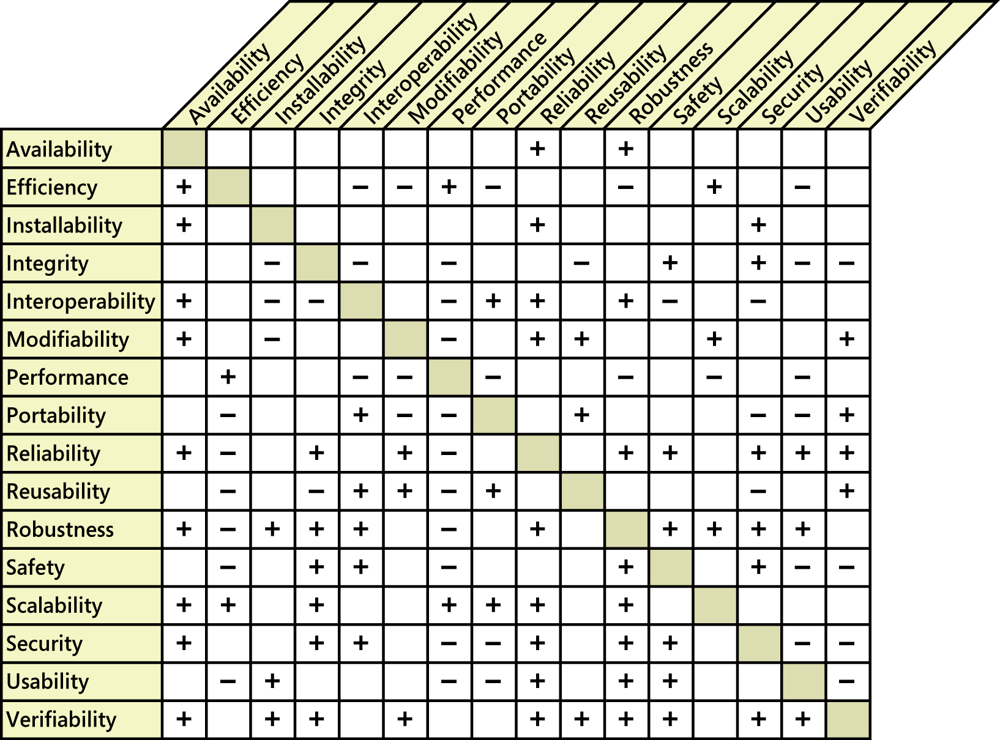 Availability
Efficiency
Installability
Integrity
Interoperability
Modifiability
Performance
Portability
Reliability
Reusability
Robustness
Safety
Scalability
Security
Usability
Verifiability
Availability + +
Efficiency + – – + – – + –
Installability + + +
Integrity – – – – + + – –
Interoperability + – – – + + + – –
Modifiability + – – + + + +
Performance + – – – – – –
Portability – + – – + – – +
Reliability + – + + – + + + + +
Reusability – – + + – + – +
Robustness + – + + + – + + + + +
Safety – + + – + + – –
Scalability + + + + + + +
Security + + + – – + + + – –
Usability – + – – + + + –
Verifiability + + + + + + + + + +